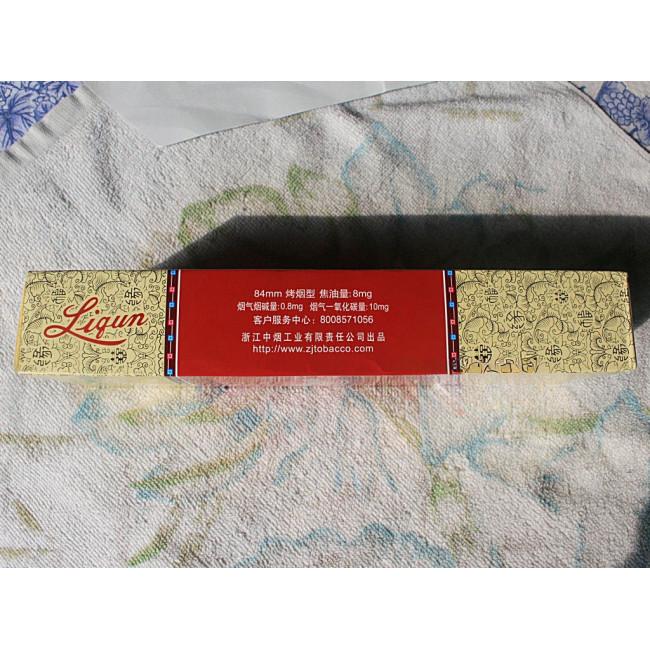 Liqun
84mm 烤烟型 焦油量:8mg
烟气烟碱量:0.8mg 烟气一氧化碳量:10mg
客户服务中心: 8008571056
浙江中烟工业有限责任公司出品
http://www.zjtobacco.com